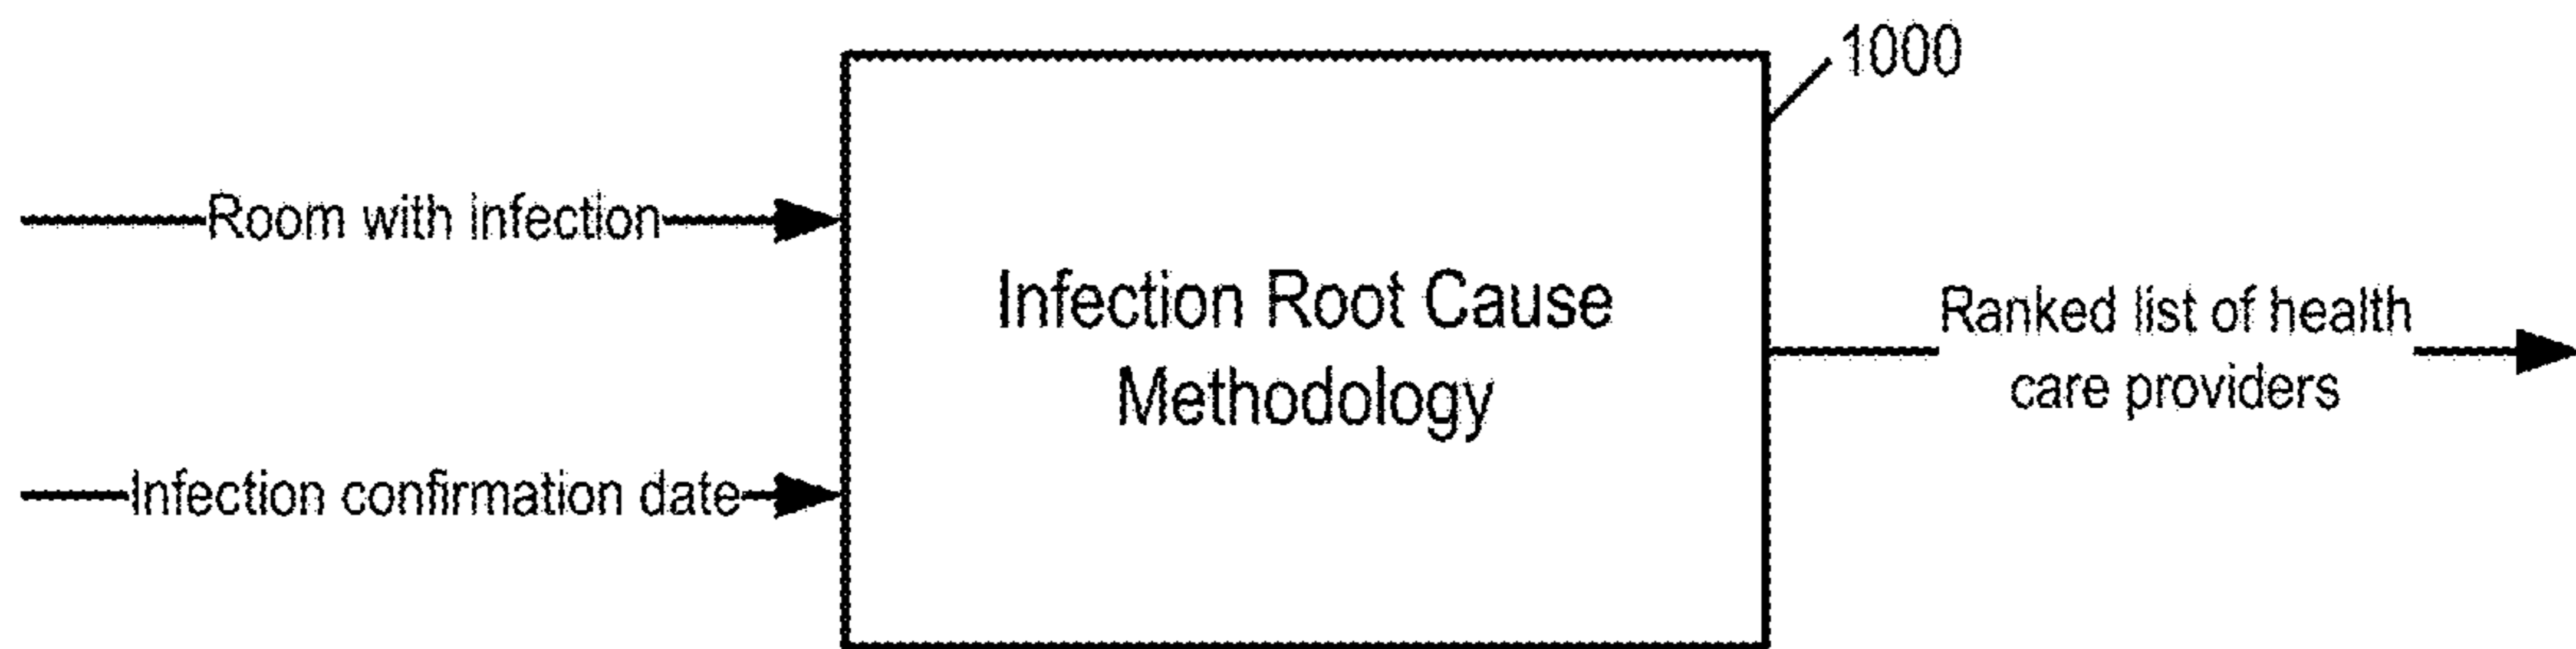 1000
Room with infection
Infection Root Cause
Methodology
Ranked list of health
care providers
Infection confirmation date